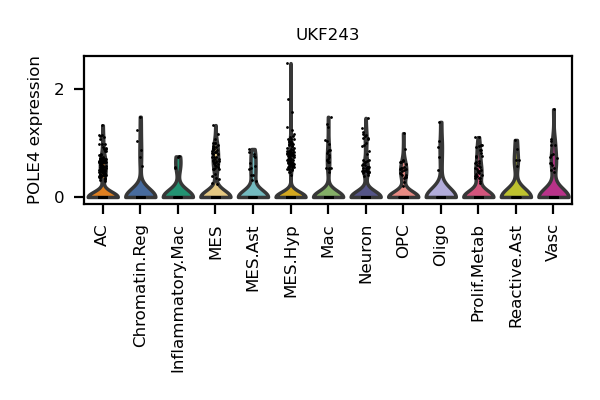 UKF243
POLE4 expression
2
0
AC
Chromatin.Reg
Inflammatory.Mac
MES
MES.Ast
MES.Hyp
Mac
Neuron
OPC
Oligo
Prolif.Metab
Reactive.Ast
Vasc